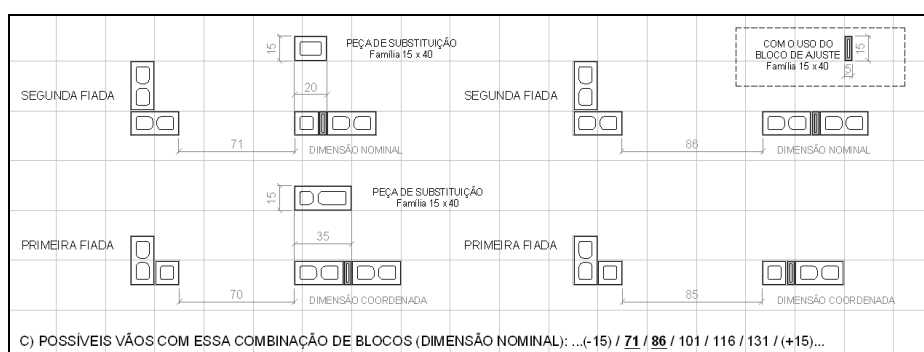 PEÇA DE SUBSTITUIÇÃO
Família 15 x 40
15
20
COM O USO DO
BLOCO DE AJUSTE
Família 15 x 40
15
5
SEGUNDA FIADA
SEGUNDA FIADA
71
DIMENSÃO NOMINAL
86
DIMENSÃO NOMINAL
PEÇA DE SUBSTITUIÇÃO
Família 15 x 40
15
35
PRIMEIRA FIADA
PRIMEIRA FIADA
70
DIMENSÃO COORDENADA
85
DIMENSÃO COORDENADA
C) POSSÍVEIS VÃOS COM ESSA COMBINAÇÃO DE BLOCOS (DIMENSÃO NOMINAL): ...(-15) / 71 / 86 / 101 / 116 / 131 / (+15)...